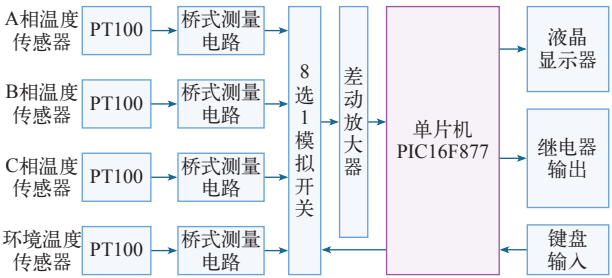 A相温度
传感器
PT100
桥式测量
电路
B相温度
传感器
PT100
桥式测量
电路
C相温度
传感器
PT100
桥式测量
电路
环境温度
传感器
PT100
桥式测量
电路
8
选
1
模
拟
开
关
差
动
放
大
器
单片机
PIC16F877
液晶
显示器
继电器
输出
键盘
输入